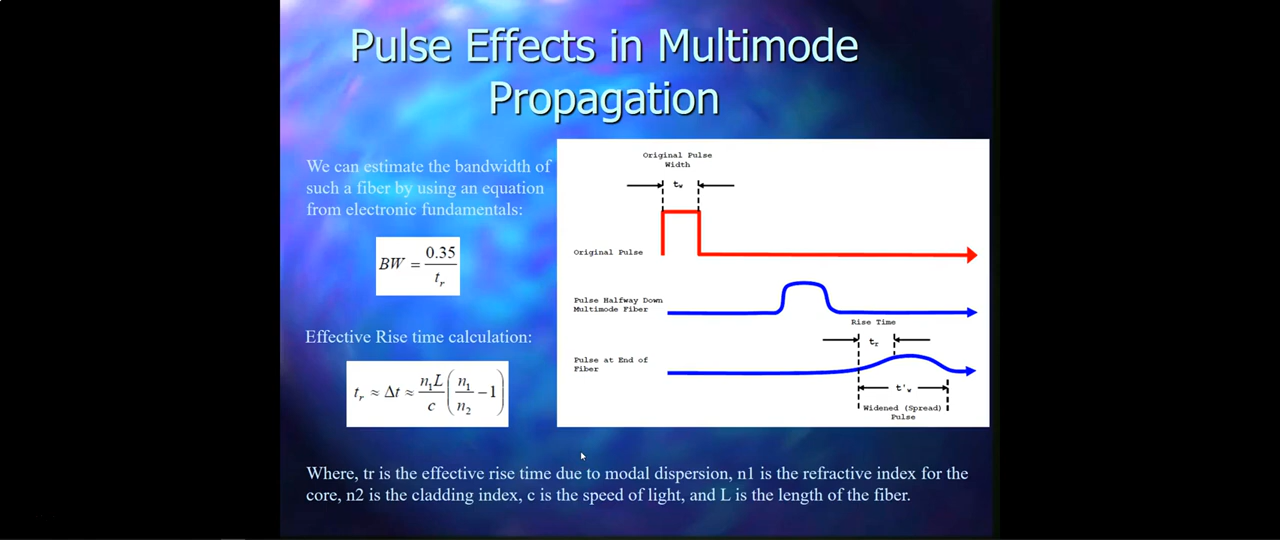 Pulse Effects in Multimode
Propagation
We can estimate the bandwidth of
such a fiber by using an equation
from electronic fundamentals:
BW = 0.35 / t_r
Effective Rise time calculation:
t_r ≈ Δt ≈ n_1L / c ( n_1 / n_2 − 1 )
Original Pulse
Width
t_w
Original Pulse
Pulse Halfway Down
Multimode Fiber
Rise Time
t_r
Pulse at End of
Fiber
t'_w
Widened (Spread)
Pulse
Where, tr is the effective rise time due to modal dispersion, n1 is the refractive index for the
core, n2 is the cladding index, c is the speed of light, and L is the length of the fiber.